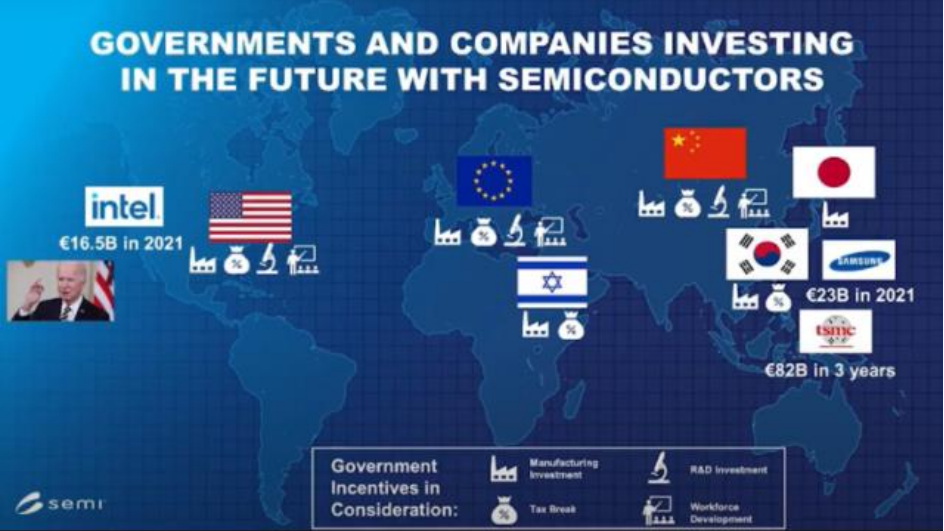 GOVERNMENTS AND COMPANIES INVESTING
IN THE FUTURE WITH SEMICONDUCTORS
intel
€16.5B in 2021
SAMSUNG
€23B in 2021
tsmc
€82B in 3 years
Government
Incentives in
Consideration:
Manufacturing
Investment
R&D Investment
% Tax Break
Workforce
Development
semi